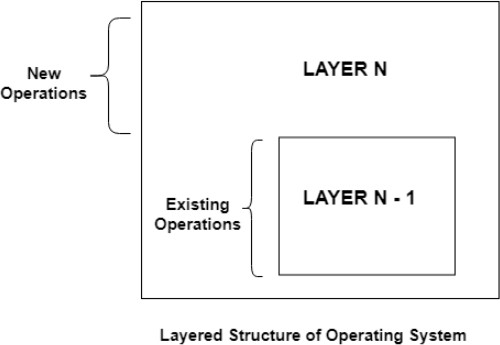 New
Operations
LAYER N
Existing
Operations
LAYER N - 1
Layered Structure of Operating System